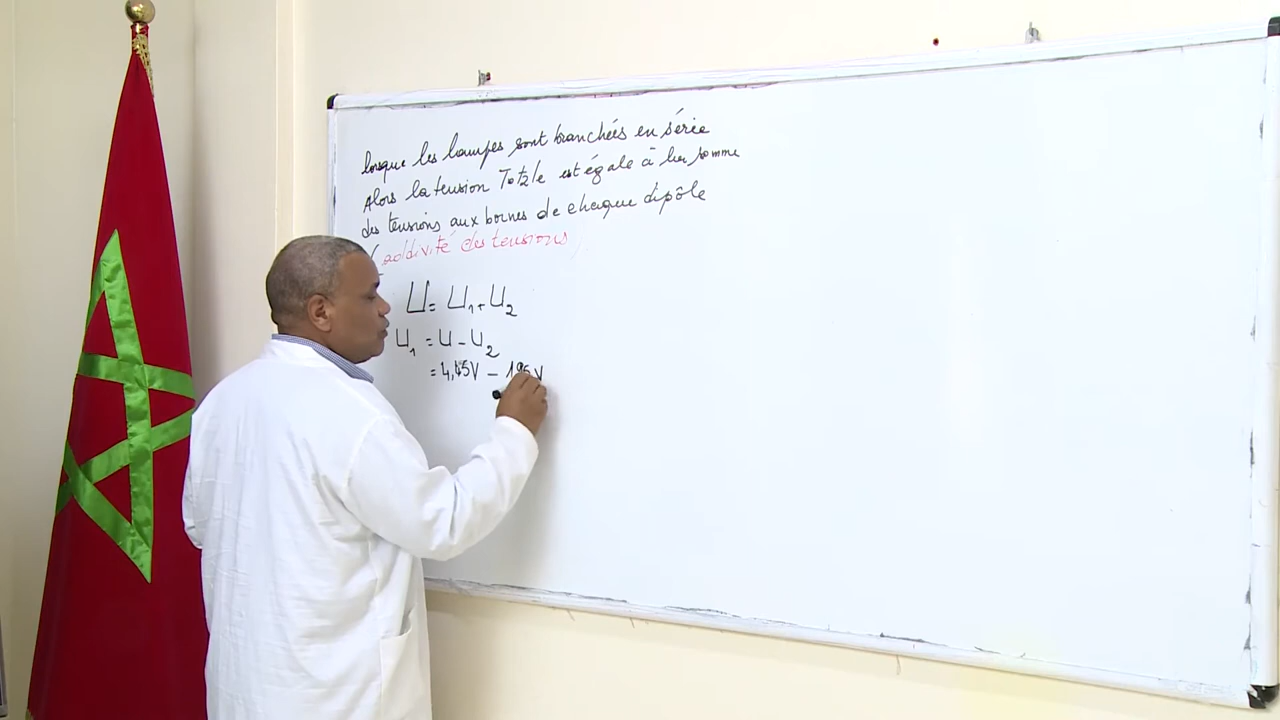 lorsque les lampes sont branchées en série
Alors la tension Totale est égale à la somme
des tensions aux bornes de chaque dipôle
(addivité des tensions)
U = U1 + U2
U1 = U - U2
= 4,45V - 1,95V